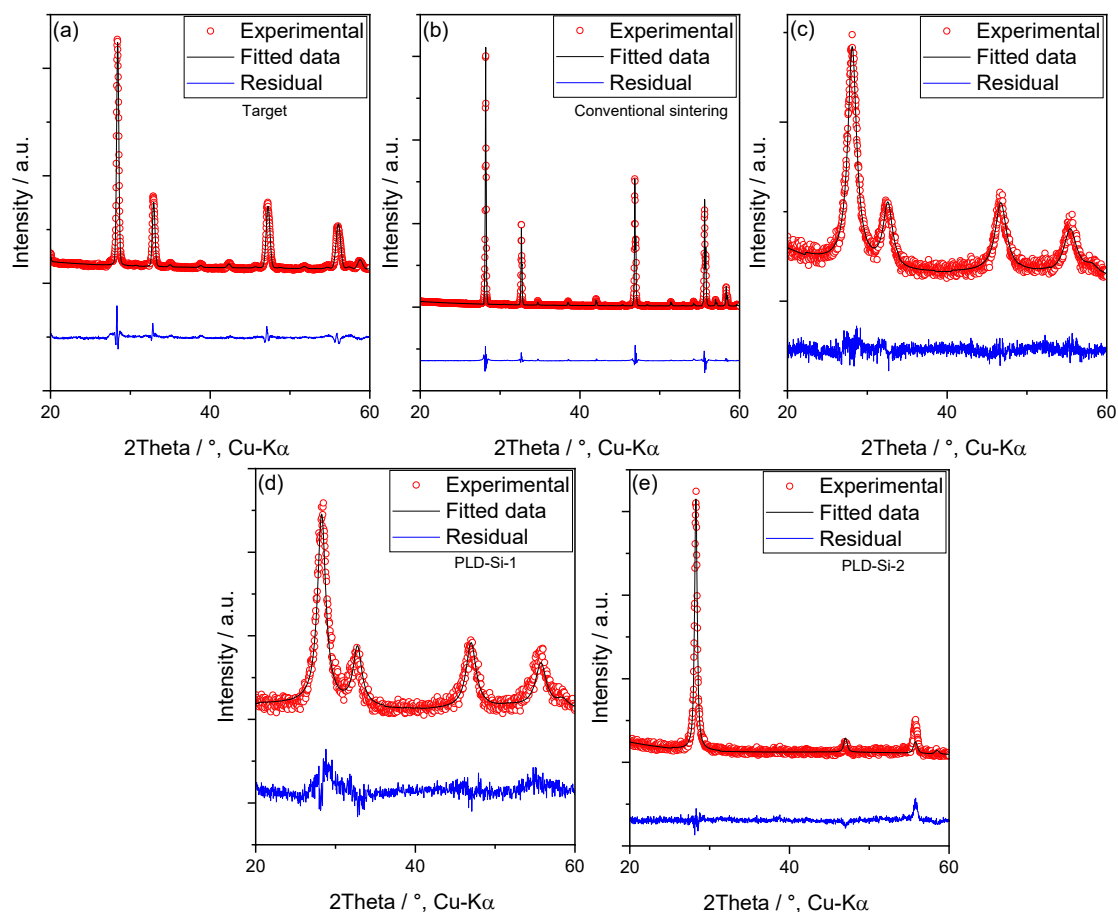 (a)
Experimental
Fitted data
Residual
Target
Intensity / a.u.
20 40 60
2Theta / °, Cu-Kα
(b)
Experimental
Fitted data
Residual
Conventional sintering
Intensity / a.u.
20 40 60
2Theta / °, Cu-Kα
(c)
Experimental
Fitted data
Residual
Intensity / a.u.
20 40 60
2Theta / °, Cu-Kα
(d)
Experimental
Fitted data
Residual
PLD-Si-1
Intensity / a.u.
20 40 60
2Theta / °, Cu-Kα
(e)
Experimental
Fitted data
Residual
PLD-Si-2
Intensity / a.u.
20 40 60
2Theta / °, Cu-Kα